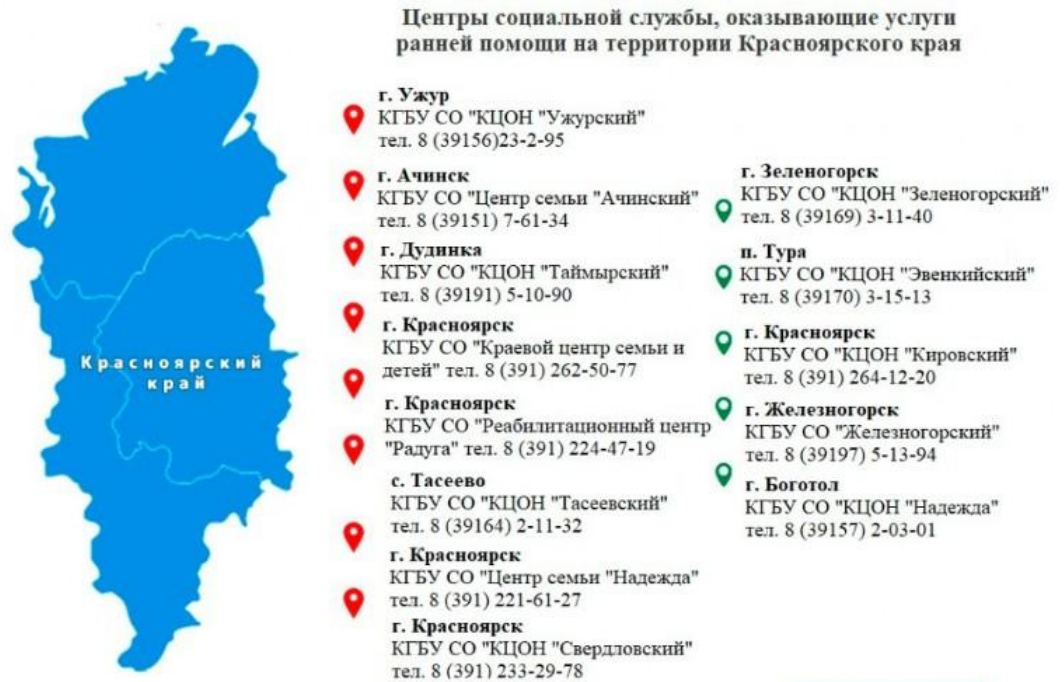 Центры социальной службы, оказывающие услуги
ранней помощи на территории Красноярского края
г. Ужур
КГБУ СО "КЦОН "Ужурский"
тел. 8 (39156)23-2-95
г. Ачинск
КГБУ СО "Центр семьи "Ачинский"
тел. 8 (39151) 7-61-34
г. Дудинка
КГБУ СО "КЦОН "Таймырский"
тел. 8 (39191) 5-10-90
г. Красноярск
КГБУ СО "Краевой центр семьи и
детей" тел. 8 (391) 262-50-77
г. Красноярск
КГБУ СО "Реабилитационный центр
"Радуга" тел. 8 (391) 224-47-19
с. Тасеево
КГБУ СО "КЦОН "Тасеевский"
тел. 8 (39164) 2-11-32
г. Красноярск
КГБУ СО "Центр семьи "Надежда"
тел. 8 (391) 221-61-27
г. Красноярск
КГБУ СО "КЦОН "Свердловский"
тел. 8 (391) 233-29-78
г. Зеленогорск
КГБУ СО "КЦОН "Зеленогорский"
тел. 8 (39169) 3-11-40
п. Тура
КГБУ СО "КЦОН "Эвенкийский"
тел. 8 (39170) 3-15-13
г. Красноярск
КГБУ СО "КЦОН "Кировский"
тел. 8 (391) 264-12-20
г. Железногорск
КГБУ СО "Железногорский"
тел. 8 (39197) 5-13-94
г. Боготол
КГБУ СО "КЦОН "Надежда"
тел. 8 (39157) 2-03-01
Красноярский
край